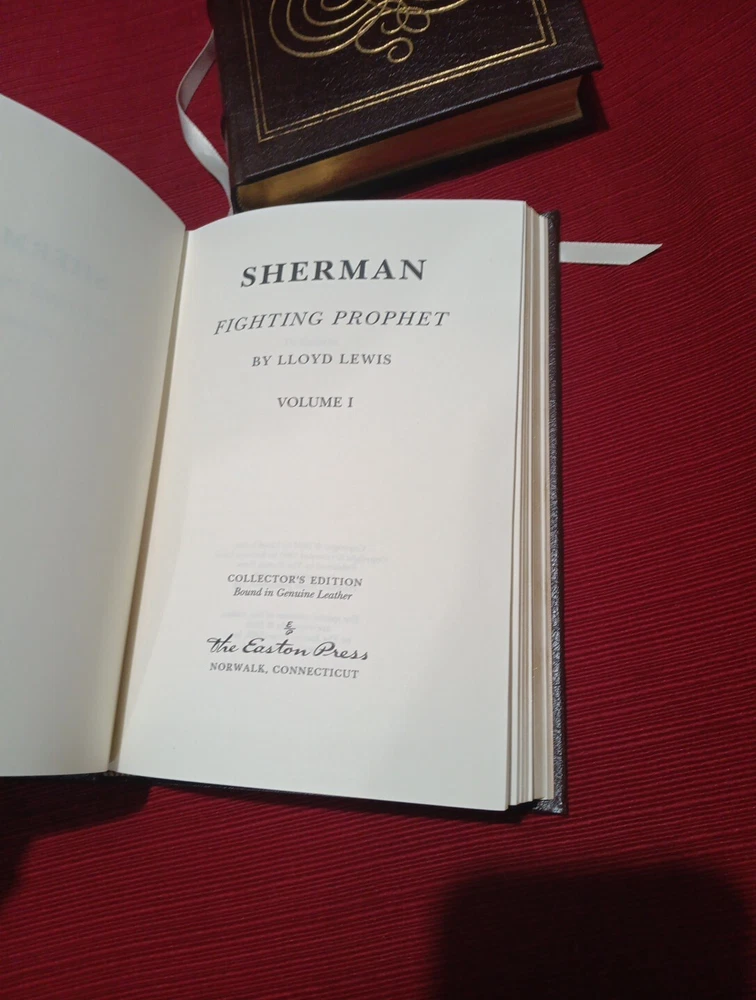 SHERMAN
FIGHTING PROPHET
BY LLOYD LEWIS
VOLUME I
COLLECTOR'S EDITION
Bound in Genuine Leather
E/P
the Easton Press
NORWALK, CONNECTICUT